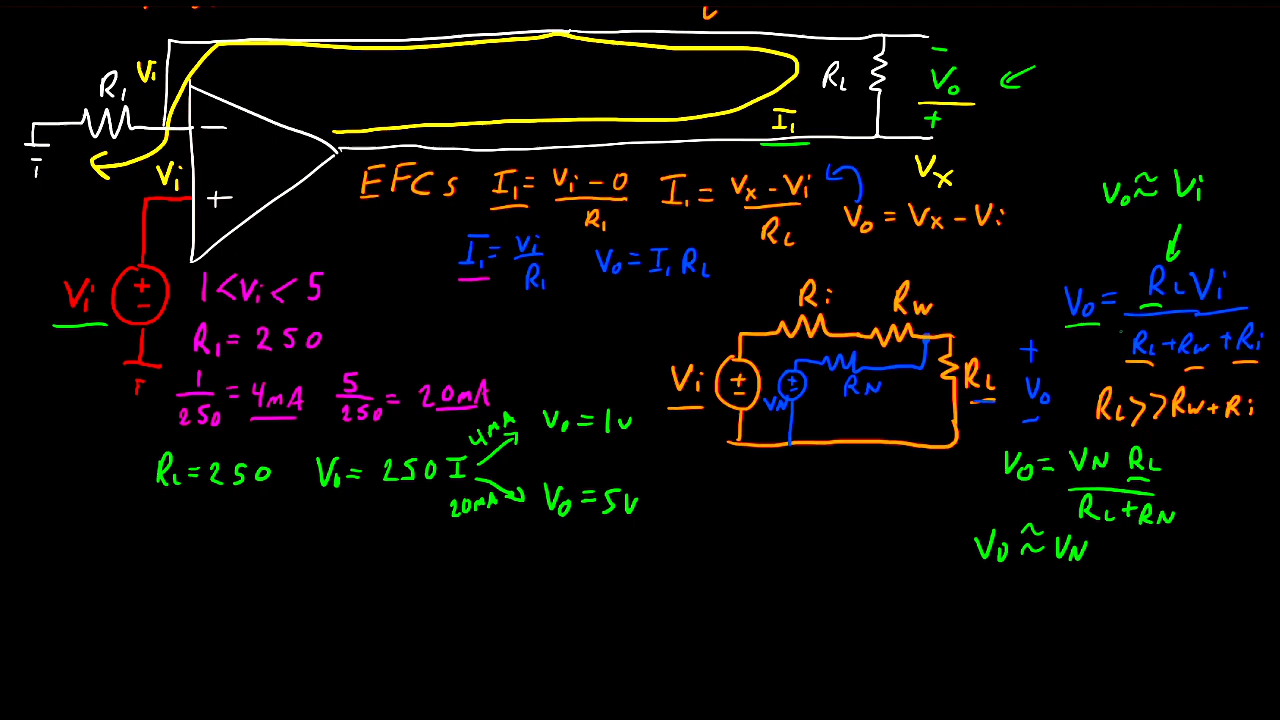 R₁
Vi
Vi
−
+
I₁
RL
−
Vo
+
Vx
EFCs I₁ = Vi − 0 / R₁ I₁ = Vx − Vi / RL Vo = Vx − Vi
I₁ = Vi / R₁ Vo = I₁ RL
Vo ≈ Vi
Vi
+
−
1 < Vi < 5
R₁ = 250
1/250 = 4mA 5/250 = 20mA
RL = 250 Vo = 250 I
4mA Vo = 1v
20mA Vo = 5v
Ri Rw
Vi + − RL
VN + − RN
+
Vo
−
Vo = RL Vi / RL + Rw + Ri
RL >> Rw + Ri
Vo = VN RL / RL + RN
Vo ≈ VN